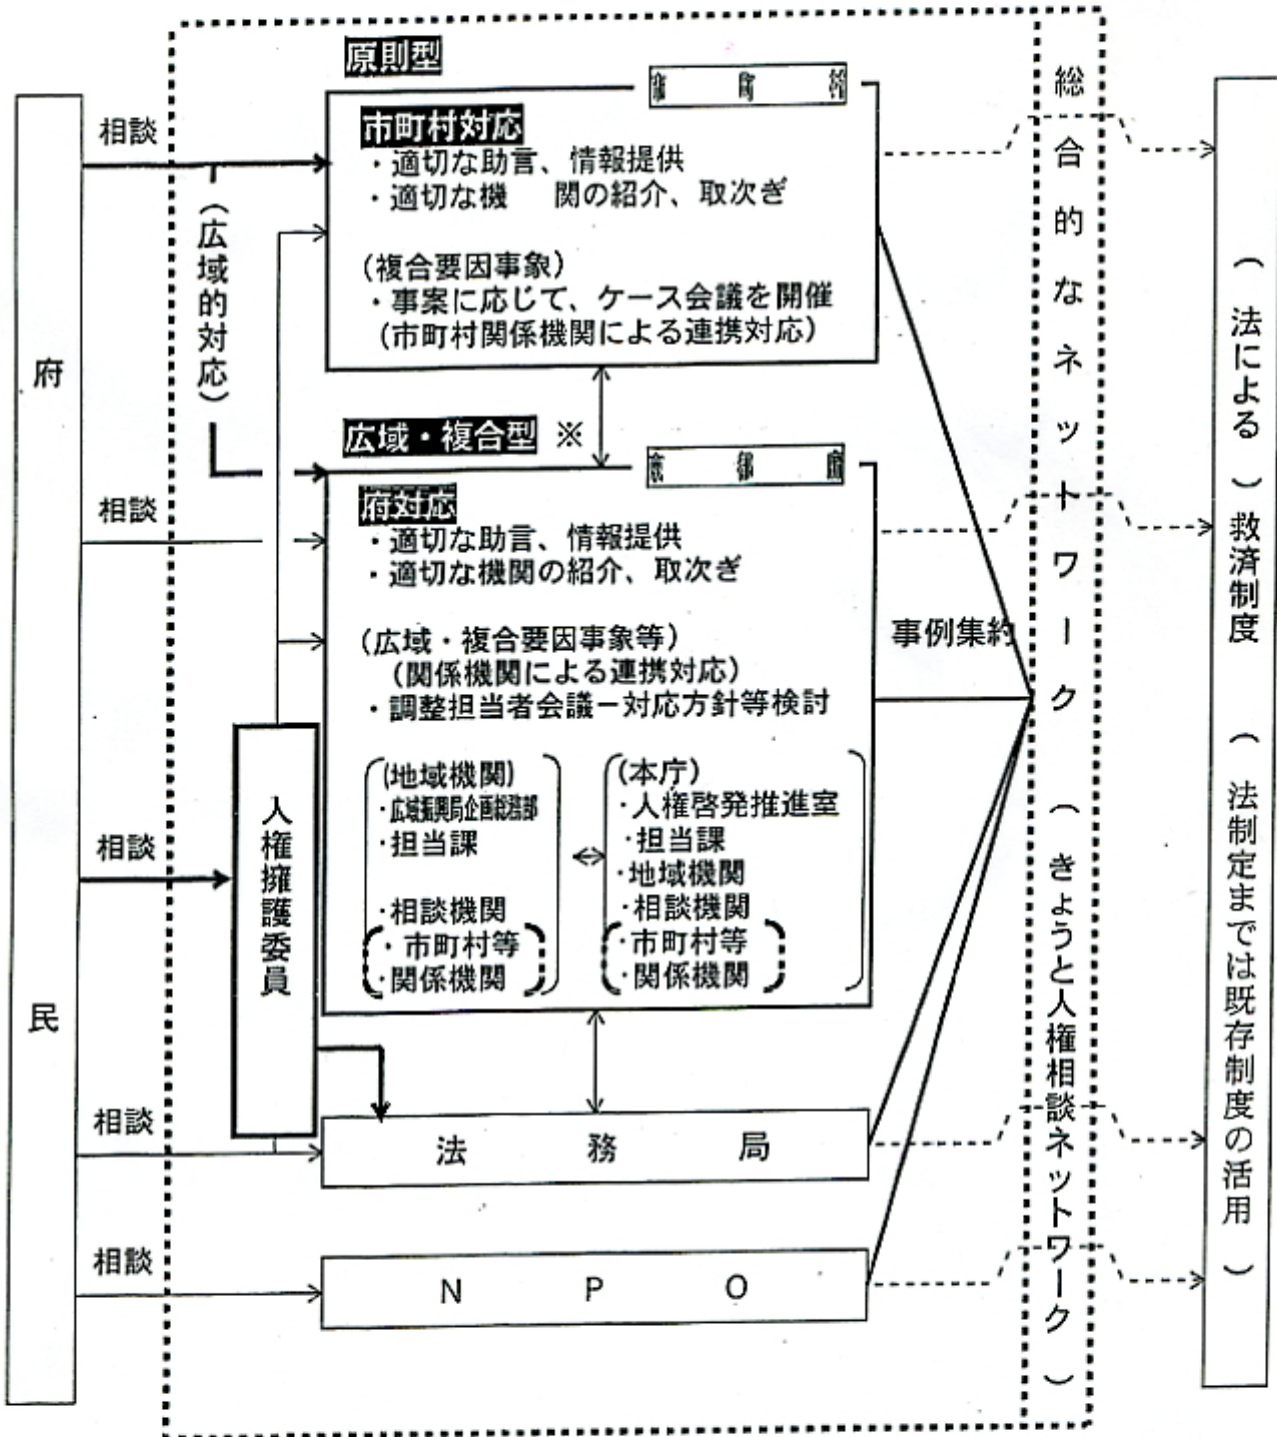 原則型
市町村対応
・適切な助言、情報提供
・適切な機 関の紹介、取次ぎ
(複合要因事象)
・事案に応じて、ケース会議を開催
(市町村関係機関による連携対応)
広域・複合型 ※
府対応
・適切な助言、情報提供
・適切な機関の紹介、取次ぎ
(広域・複合要因事象等)
(関係機関による連携対応)
・調整担当者会議－対応方針等検討
(地域機関)
・広域振興局企画総務部
・担当課
・相談機関
・市町村等
・関係機関
(本庁)
・人権啓発推進室
・担当課
・地域機関
・相談機関
・市町村等
・関係機関
法務局
NPO
府民
相談
(広域的対応)
相談
相談
相談
相談
人権擁護委員
事例集約
総合的なネットワーク (きょうと人権相談ネットワーク)
(法による)救済制度 (法制定までは既存制度の活用)